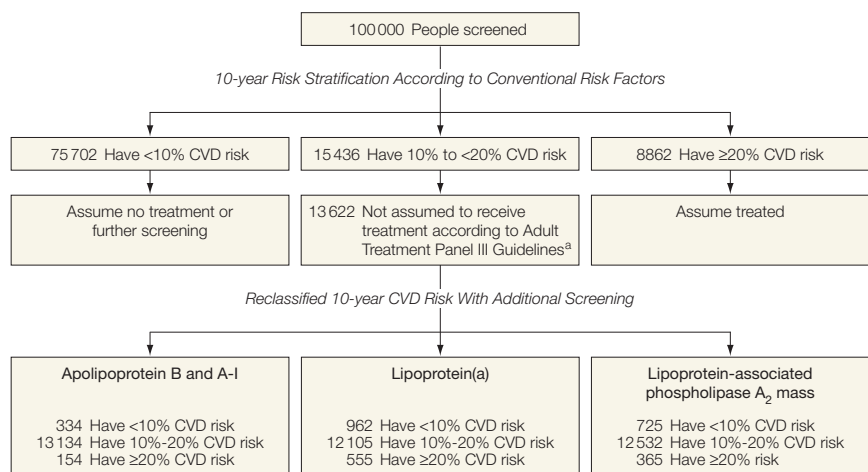 100 000 People screened
10-year Risk Stratification According to Conventional Risk Factors
75 702 Have <10% CVD risk
15 436 Have 10% to <20% CVD risk
8862 Have ≥20% CVD risk
Assume no treatment or
further screening
13 622 Not assumed to receive
treatment according to Adult
Treatment Panel III Guidelinesᵃ
Assume treated
Reclassified 10-year CVD Risk With Additional Screening
Apolipoprotein B and A-I
334 Have <10% CVD risk
13 134 Have 10%-20% CVD risk
154 Have ≥20% CVD risk
Lipoprotein(a)
962 Have <10% CVD risk
12 105 Have 10%-20% CVD risk
555 Have ≥20% CVD risk
Lipoprotein-associated
phospholipase A₂ mass
725 Have <10% CVD risk
12 532 Have 10%-20% CVD risk
365 Have ≥20% risk